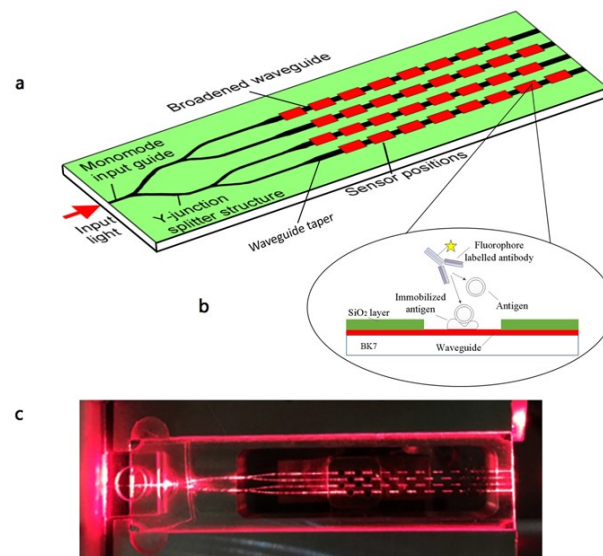 a
Broadened waveguide
Monomode
input guide
Y-junction
splitter structure
Input
light
Waveguide taper
Sensor positions
b
Fluorophore
labelled antibody
Immobilized
antigen
Antigen
SiO₂ layer
BK7
Waveguide
c